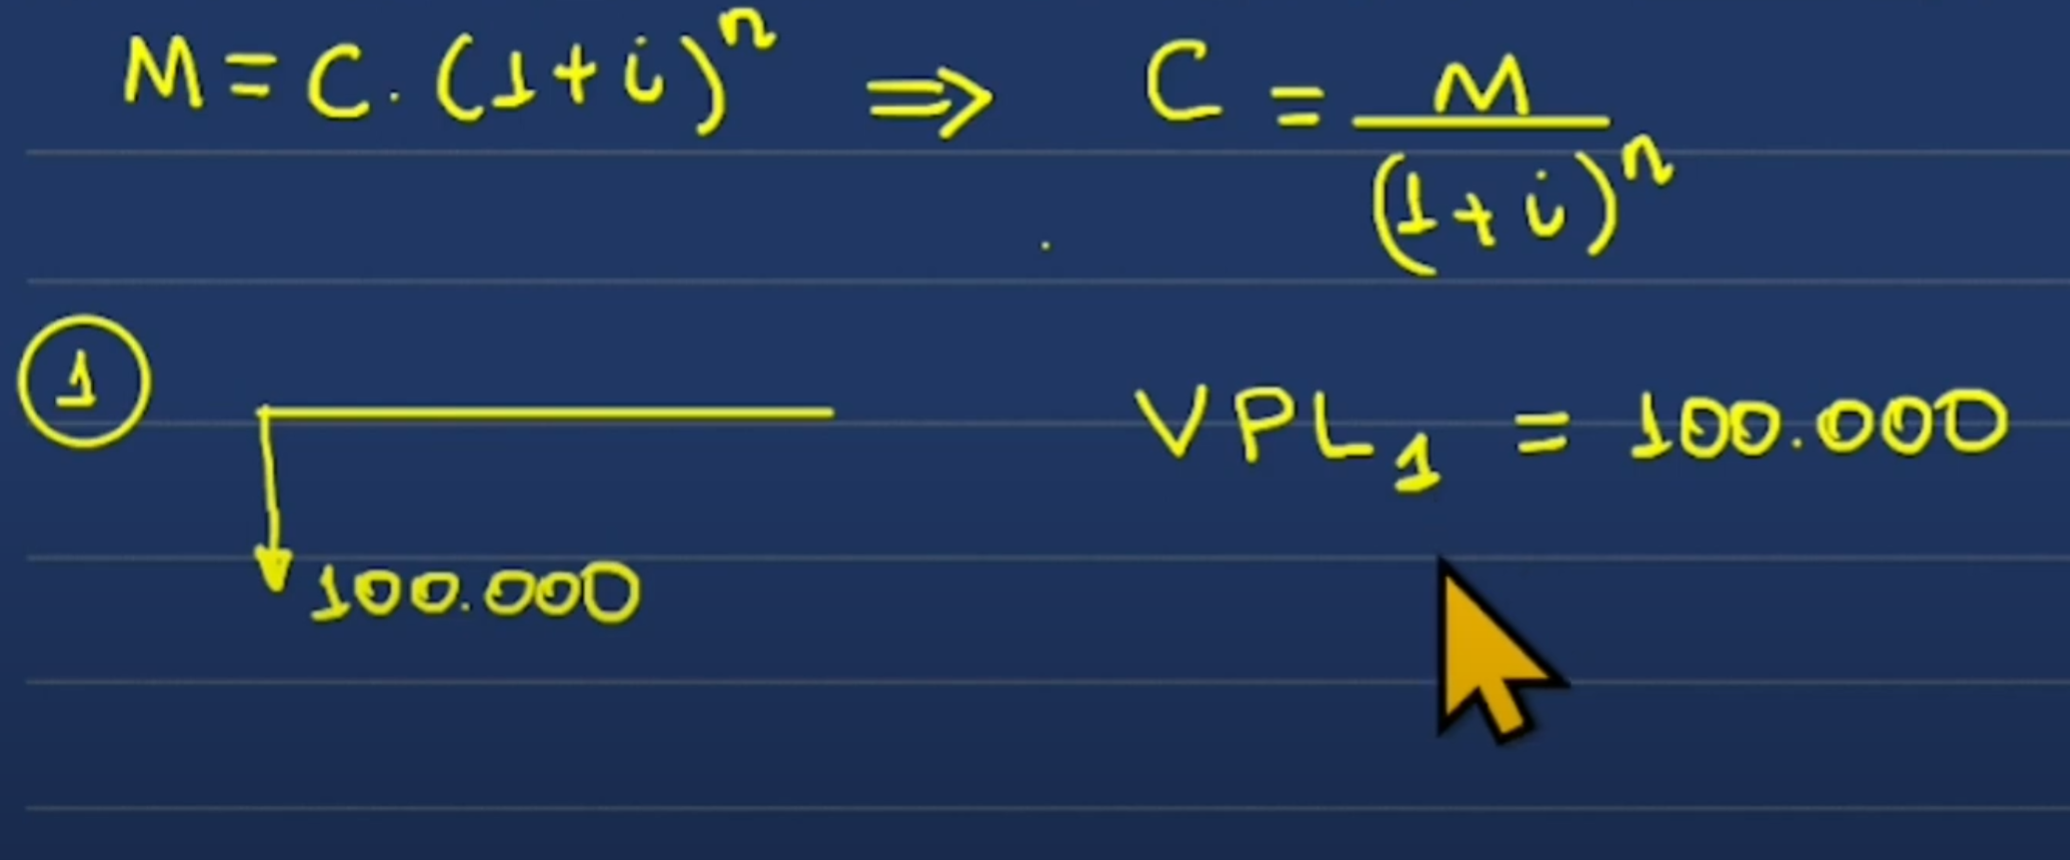 M = C. (1 + i)^n ⇒ C = M / (1 + i)^n
1
VPL₁ = 100.000
100.000